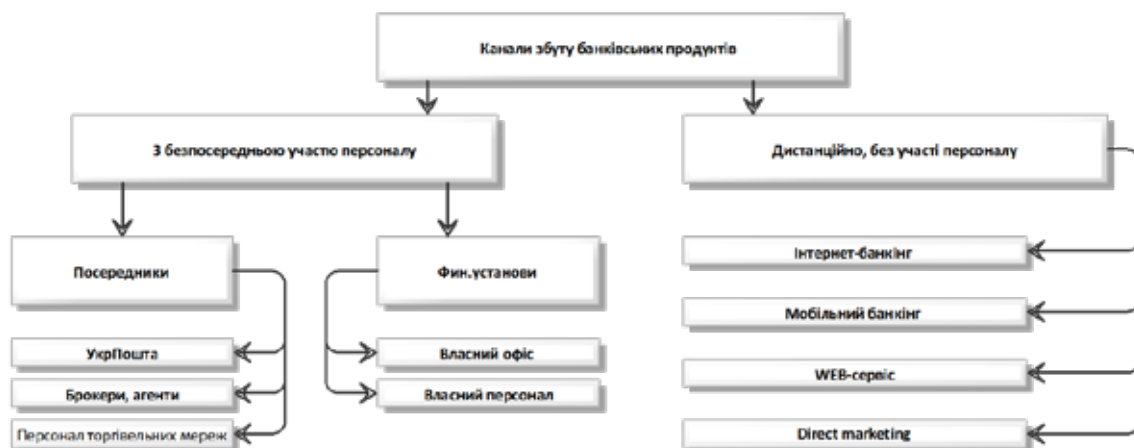 Канали збуту банківських продуктів
З безпосередньою участю персоналу
Дистанційно, без участі персоналу
Посередники
Фин.установи
Інтернет-банкінг
Мобільний банкінг
УкрПошта
Власний офіс
WEB-сервіс
Брокери, агенти
Власний персонал
Персонал торгівельних мереж
Direct marketing